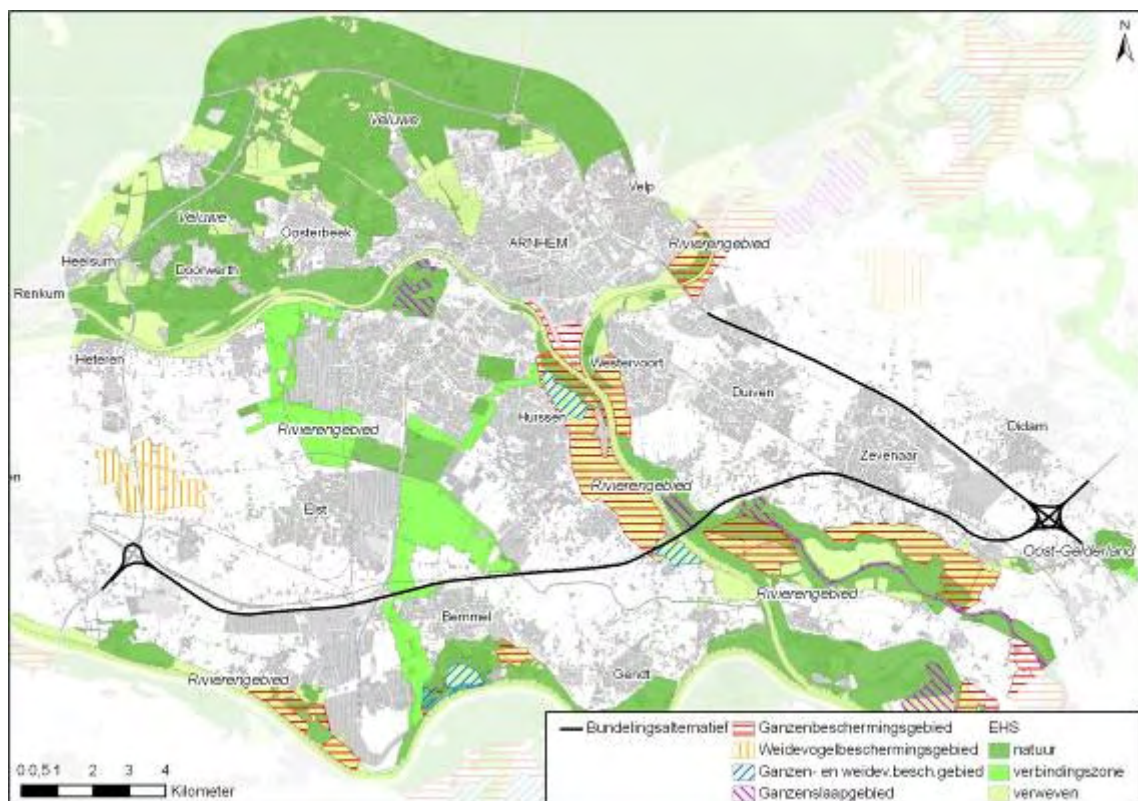 N
Veluwe
Velp
Veluwe
Oosterbeek
ARNHEM
Rivierengebied
Heelsum
Doorwerth
Renkum
Heteren
Westervoort
Duiven
Huissen
Didam
Rivierengebied
Zevenaar
en
Rivierengebied
Elst
Oost-Gelderland
Rivierengebied
Bemmel
Gendt
Rivierengebied
Bundelingsalternatief
Ganzenbeschermingsgebied
Weidevogelbeschermingsgebied
Ganzen- en weidev.besch.gebied
Ganzenslaapgebied
EHS
natuur
verbindingszone
verweven
0 0,5 1 2 3 4
Kilometer